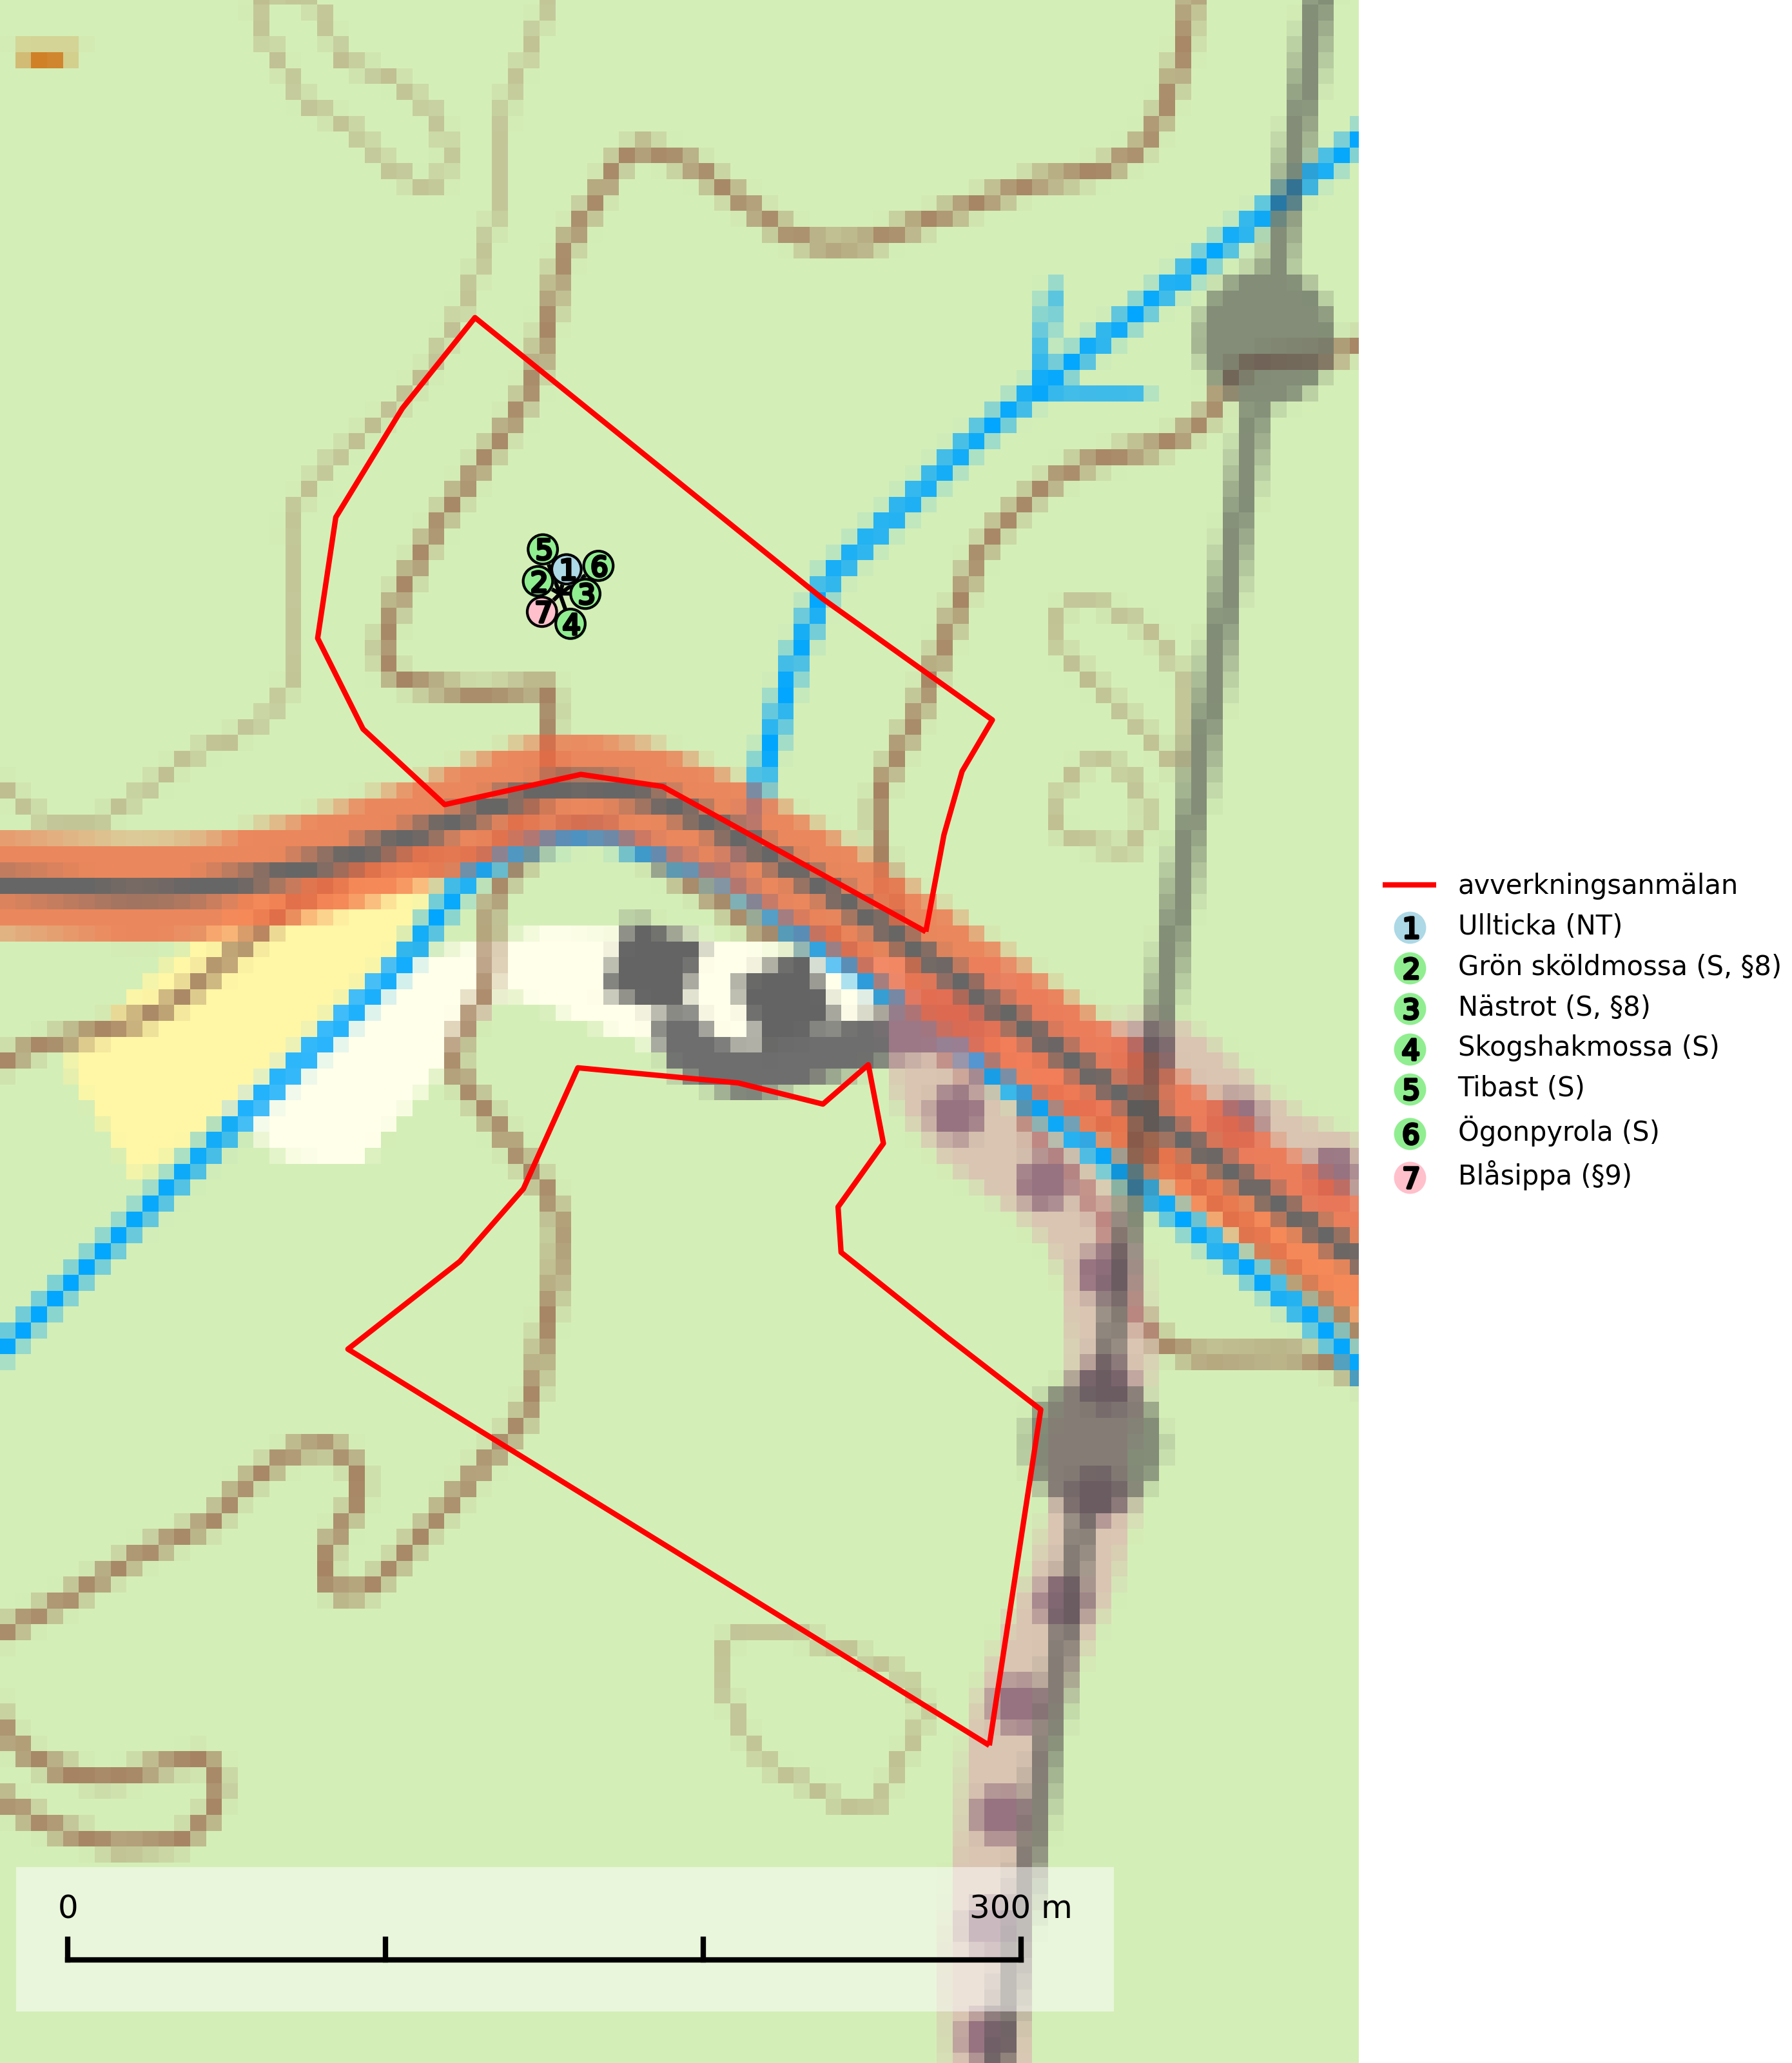 5
1
6
2
3
7
4
avverkningsanmälan
1 Ullticka (NT)
2 Grön sköldmossa (S, §8)
3 Nästrot (S, §8)
4 Skogshakmossa (S)
5 Tibast (S)
6 Ögonpyrola (S)
7 Blåsippa (§9)
0 300 m